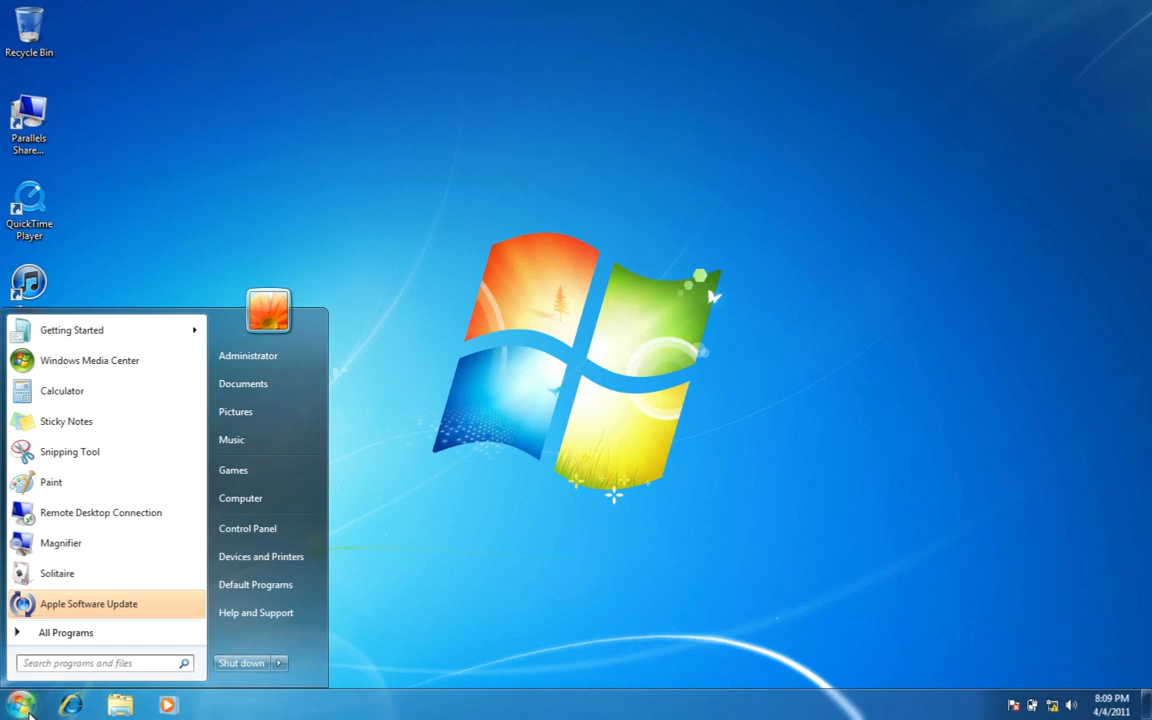 Recycle Bin
Parallels
Share...
QuickTime
Player
Getting Started
Windows Media Center
Calculator
Sticky Notes
Snipping Tool
Paint
Remote Desktop Connection
Magnifier
Solitaire
Apple Software Update
All Programs
Search programs and files
Administrator
Documents
Pictures
Music
Games
Computer
Control Panel
Devices and Printers
Default Programs
Help and Support
Shut down
8:09 PM
4/4/2011